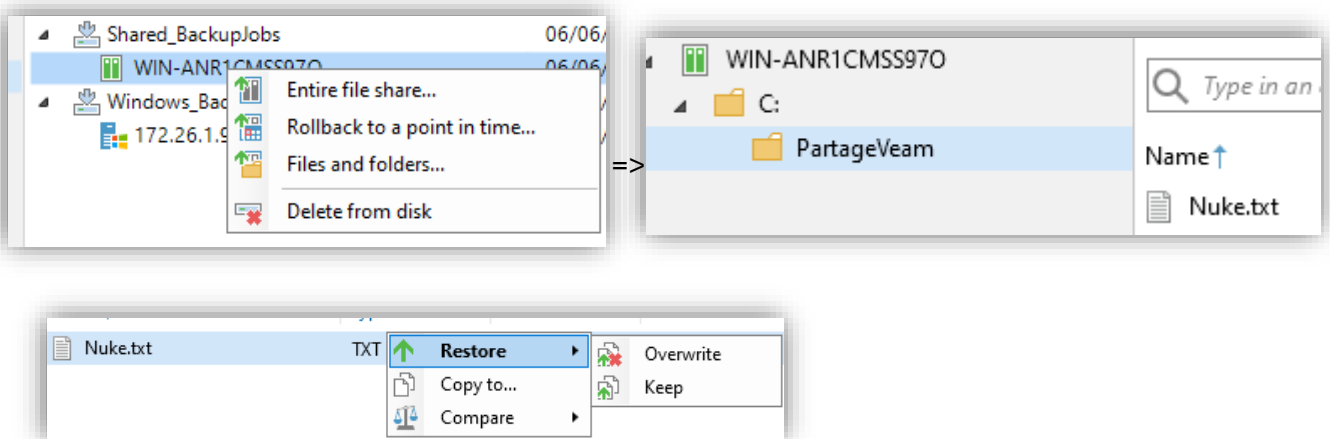 Shared_BackupJobs 06/06/
WIN-ANR1CMSS97O 06/06/
Windows_Bac
172.26.1.9
Entire file share...
Rollback to a point in time...
Files and folders...
Delete from disk
=>
WIN-ANR1CMSS97O
C:
PartageVeam
Type in an
Name
Nuke.txt
Nuke.txt TXT
Restore
Copy to...
Compare
Overwrite
Keep